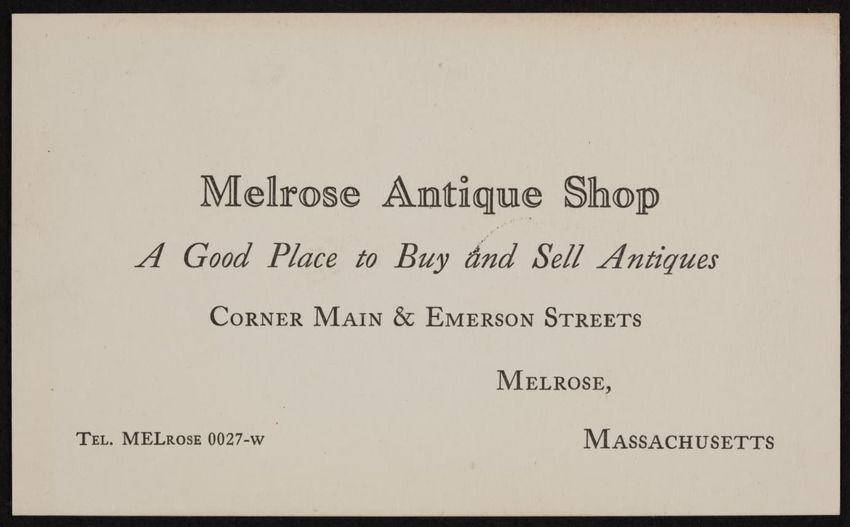 Melrose Antique Shop
A Good Place to Buy and Sell Antiques
Corner Main & Emerson Streets
Melrose,
Tel. MELrose 0027-w
Massachusetts